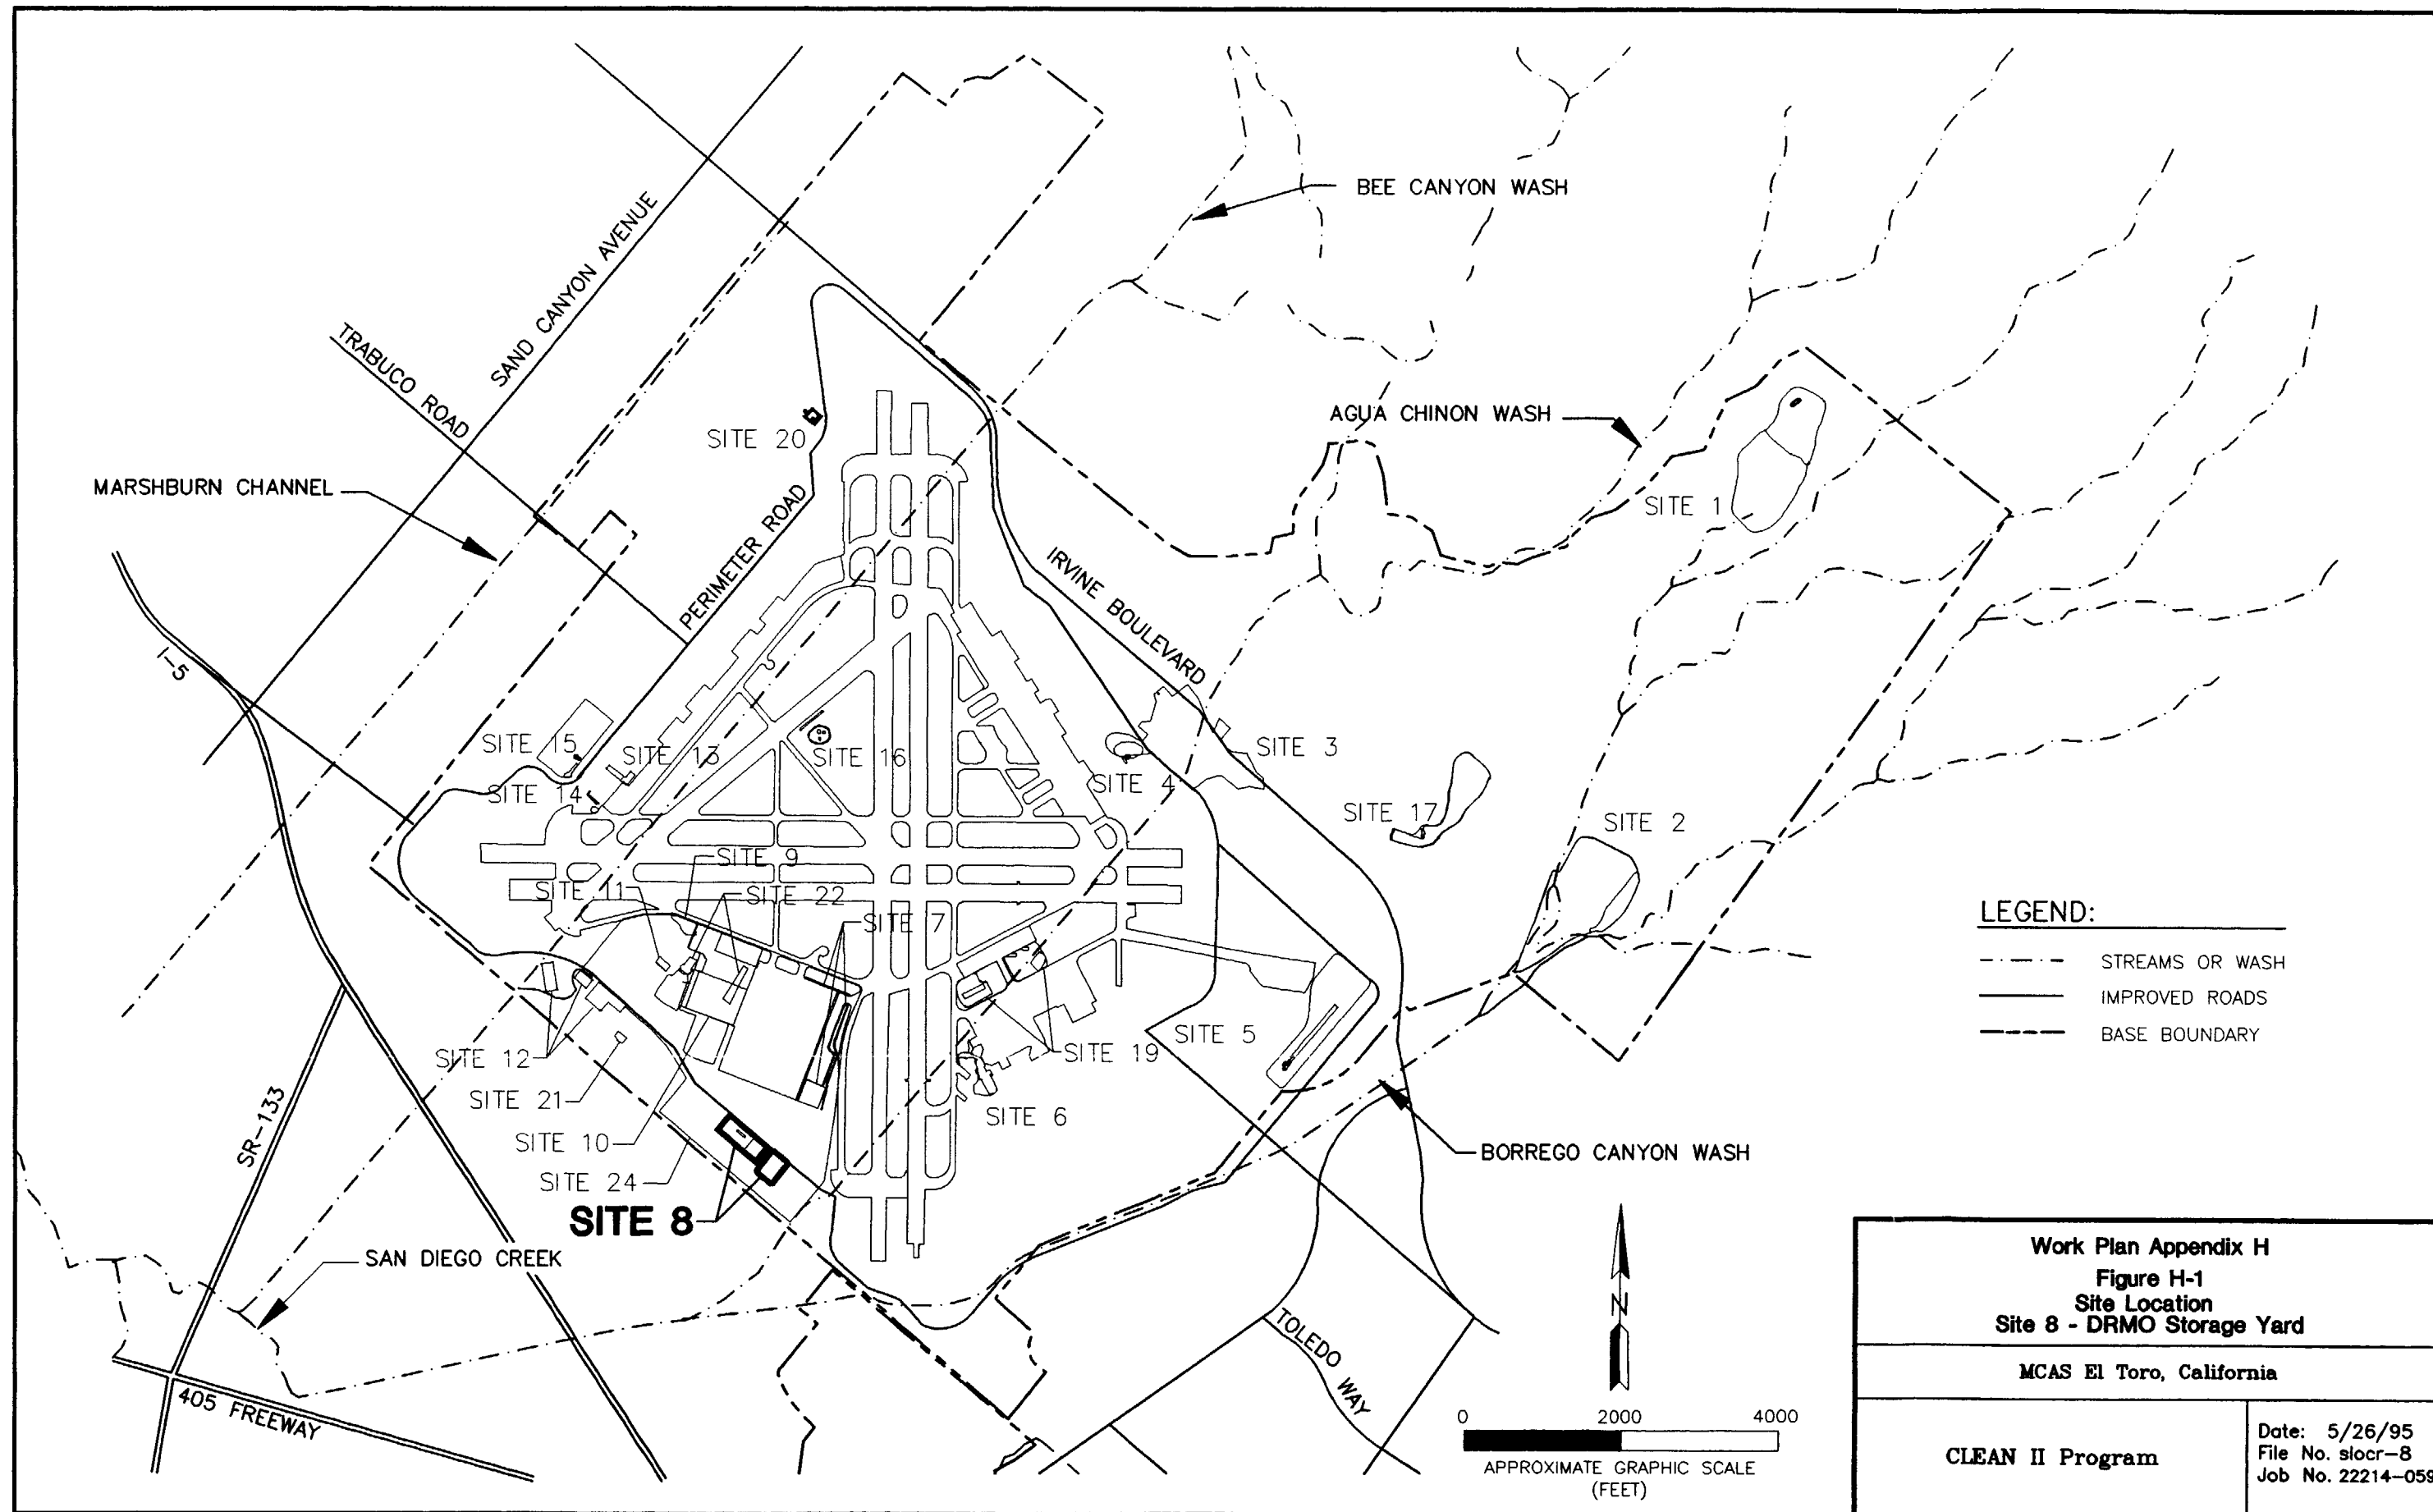 BEE CANYON WASH
SAND CANYON AVENUE
TRABUCO ROAD
AGUA CHINON WASH
SITE 20
MARSHBURN CHANNEL
SITE 1
PERIMETER ROAD
IRVINE BOULEVARD
I-5
SITE 15
SITE 13
SITE 16
SITE 3
SITE 4
SITE 14
SITE 17
SITE 2
SITE 9
SITE 11
SITE 22
SITE 7
LEGEND:
STREAMS OR WASH
IMPROVED ROADS
BASE BOUNDARY
SITE 5
SITE 12
SITE 19
SITE 21
SITE 6
SR-133
SITE 10
BORREGO CANYON WASH
SITE 24
SITE 8
SAN DIEGO CREEK
N
TOLEDO WAY
405 FREEWAY
0 2000 4000
APPROXIMATE GRAPHIC SCALE
(FEET)
Work Plan Appendix H
Figure H-1
Site Location
Site 8 - DRMO Storage Yard
MCAS El Toro, California
CLEAN II Program
Date: 5/26/95
File No. slocr-8
Job No. 22214-059